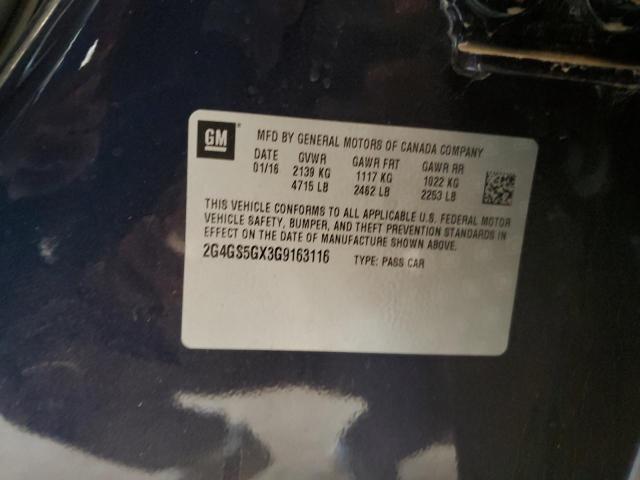 GM
MFD BY GENERAL MOTORS OF CANADA COMPANY
DATE GVWR GAWR FRT GAWR RR
01/16 2139 KG 1117 KG 1022 KG
4715 LB 2462 LB 2253 LB
THIS VEHICLE CONFORMS TO ALL APPLICABLE U.S. FEDERAL MOTOR
VEHICLE SAFETY, BUMPER, AND THEFT PREVENTION STANDARDS IN
EFFECT ON THE DATE OF MANUFACTURE SHOWN ABOVE.
2G4GS5GX3G9163116 TYPE: PASS CAR